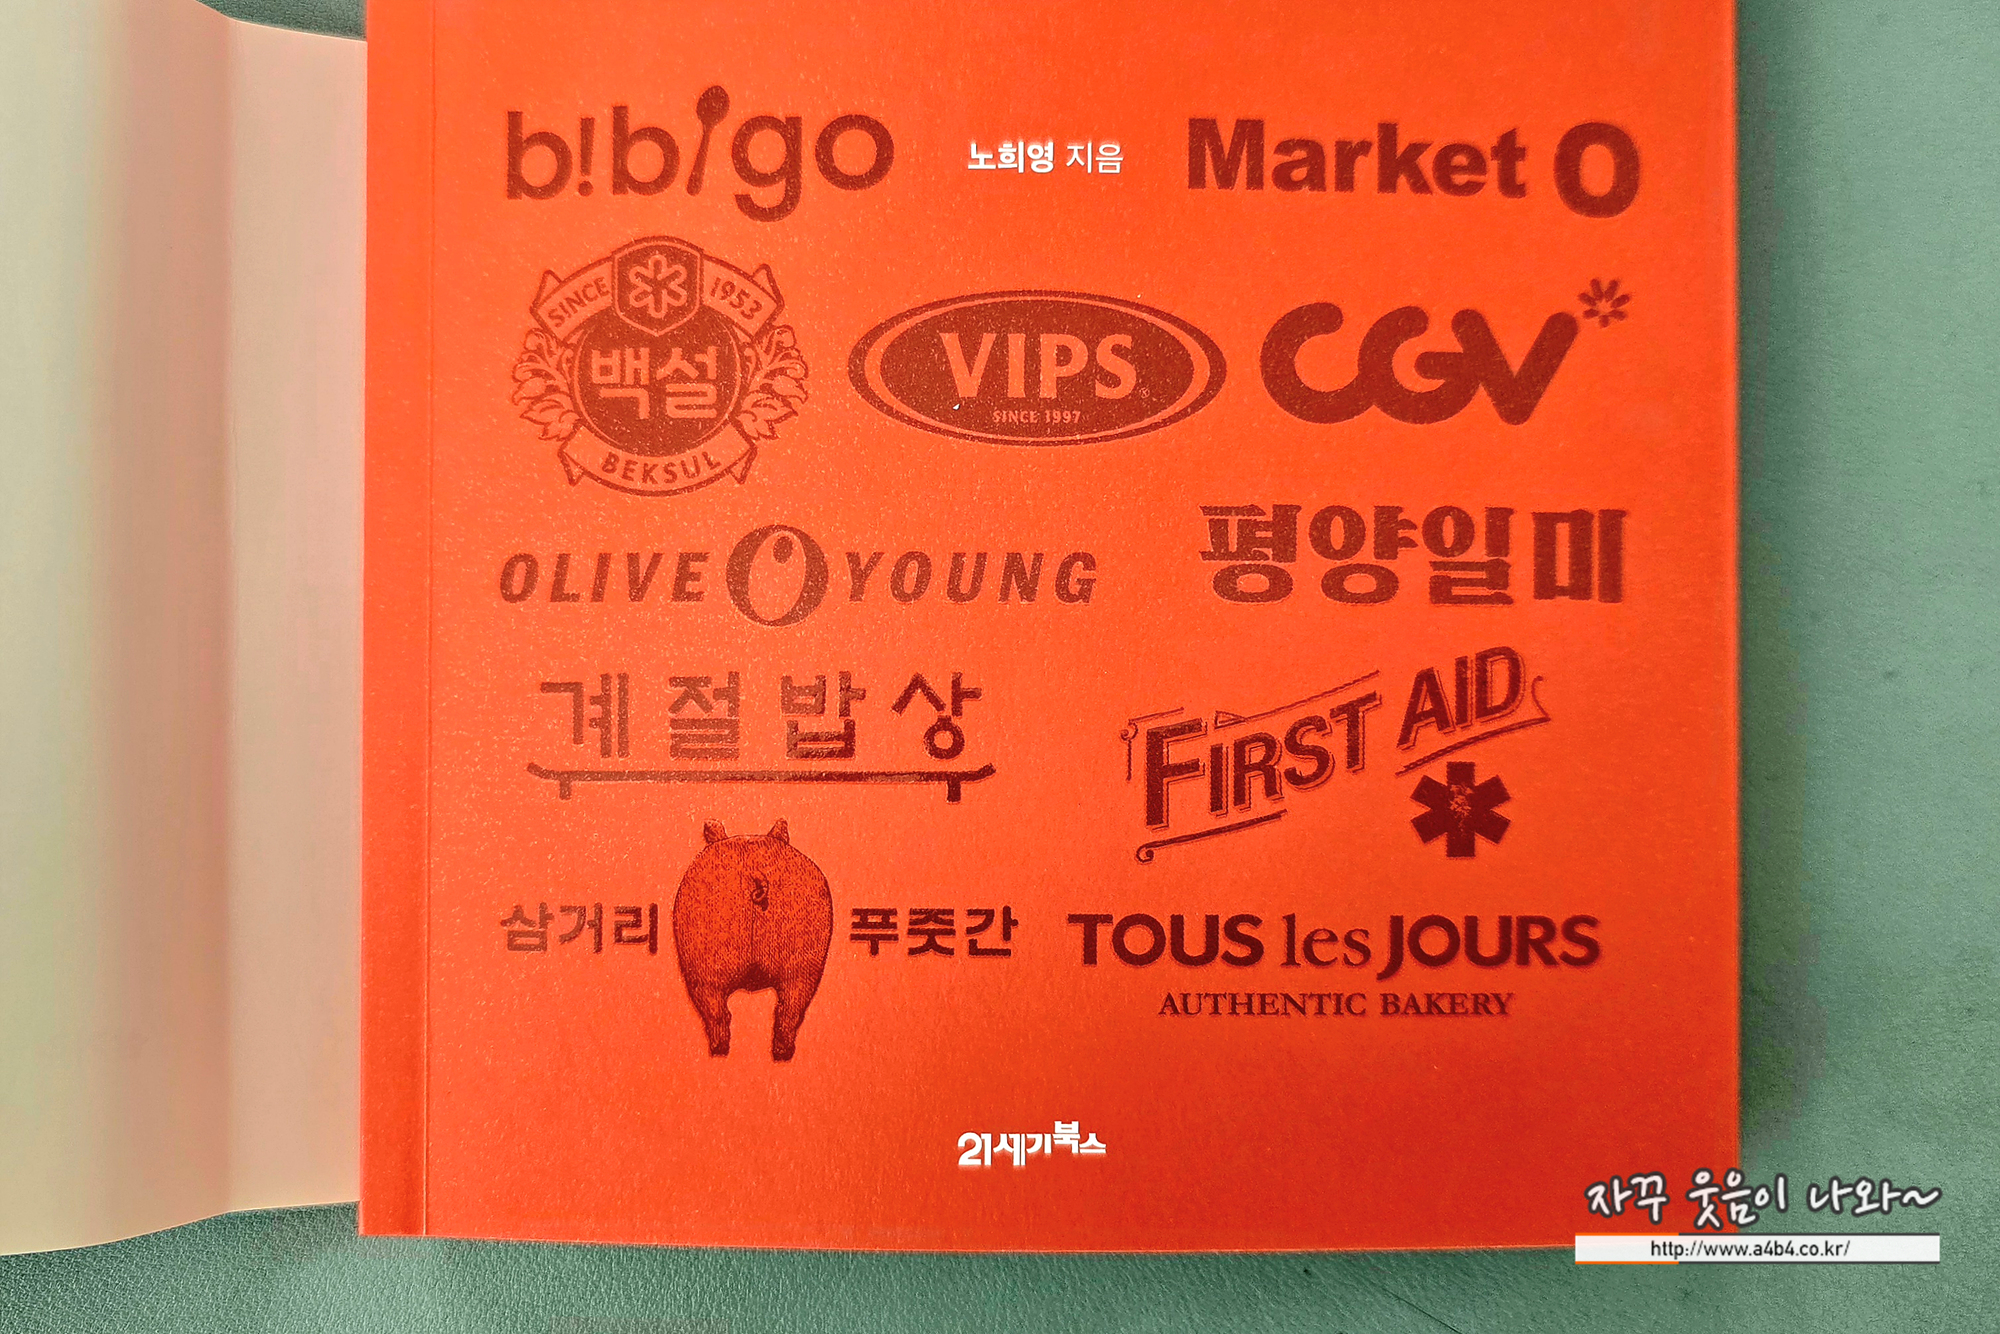 b!b!go
노희영 지음
Market O
SINCE 1953
백설
BEKSUL
VIPS
SINCE 1997
CGV
OLIVE O YOUNG
평양일미
계절밥상
FIRST AID
삼거리 푸줏간
TOUS les JOURS
AUTHENTIC BAKERY
21세기북스
자꾸 웃음이 나와~
http://www.a4b4.co.kr/